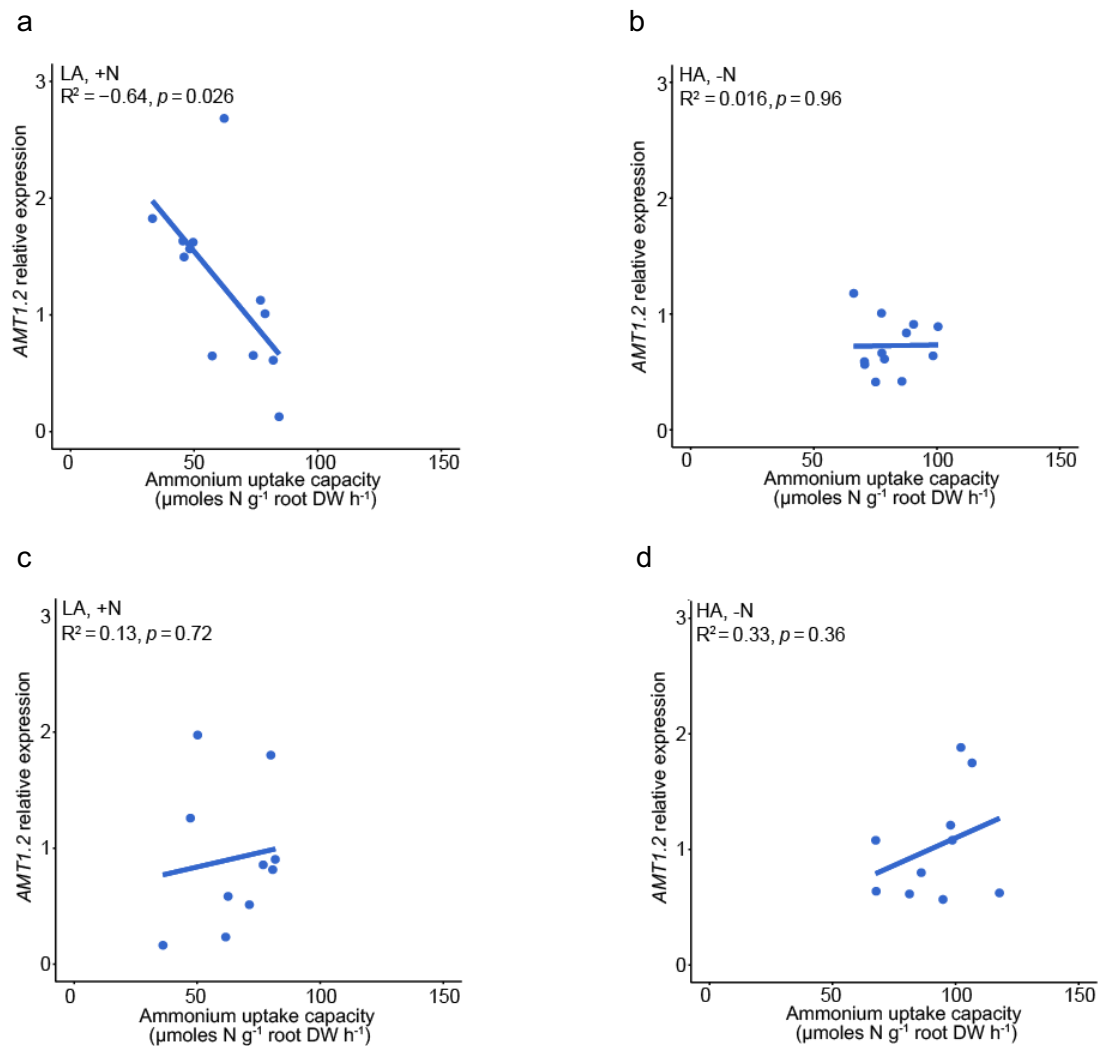 a
LA, +N
R² = −0.64, p = 0.026
3
2
1
0
AMT1.2 relative expression
0 50 100 150
Ammonium uptake capacity
(µmoles N g⁻¹ root DW h⁻¹)
b
HA, -N
R² = 0.016, p = 0.96
3
2
1
0
AMT1.2 relative expression
0 50 100 150
Ammonium uptake capacity
(µmoles N g⁻¹ root DW h⁻¹)
c
LA, +N
R² = 0.13, p = 0.72
3
2
1
0
AMT1.2 relative expression
0 50 100 150
Ammonium uptake capacity
(µmoles N g⁻¹ root DW h⁻¹)
d
HA, -N
R² = 0.33, p = 0.36
3
2
1
0
AMT1.2 relative expression
0 50 100 150
Ammonium uptake capacity
(µmoles N g⁻¹ root DW h⁻¹)